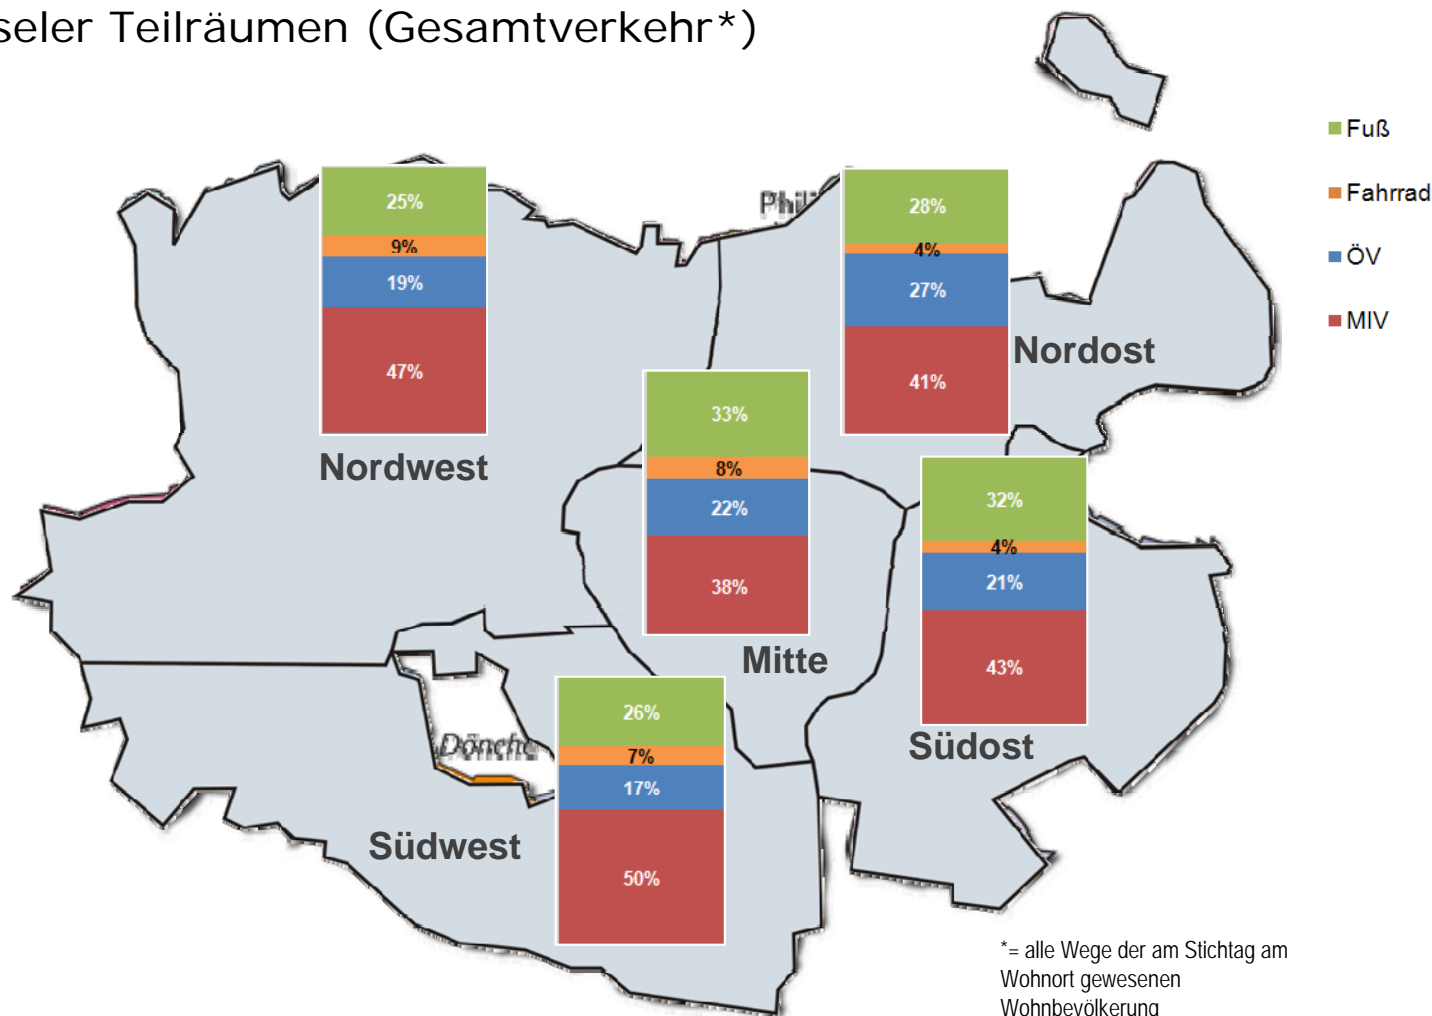 seler Teilräumen (Gesamtverkehr*)
Fuß
Fahrrad
ÖV
MIV
25%
9%
19%
47%
Nordwest
28%
4%
27%
41%
Nordost
33%
8%
22%
38%
Mitte
32%
4%
21%
43%
Südost
26%
7%
17%
50%
Südwest
*= alle Wege der am Stichtag am
Wohnort gewesenen
Wohnbevölkerung